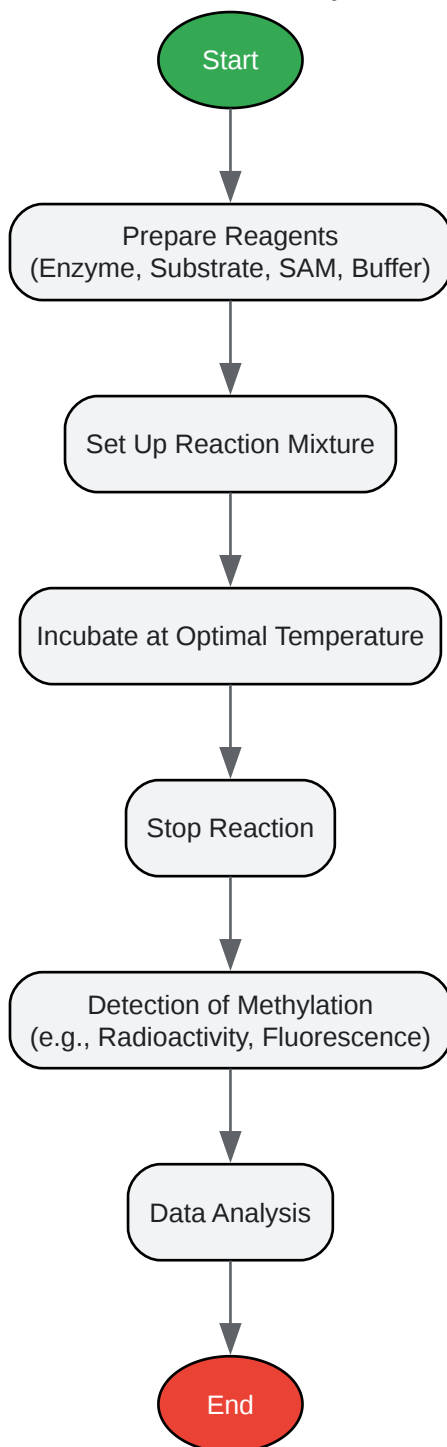 Start
Prepare Reagents
(Enzyme, Substrate, SAM, Buffer)
Set Up Reaction Mixture
Incubate at Optimal Temperature
Stop Reaction
Detection of Methylation
(e.g., Radioactivity, Fluorescence)
Data Analysis
End